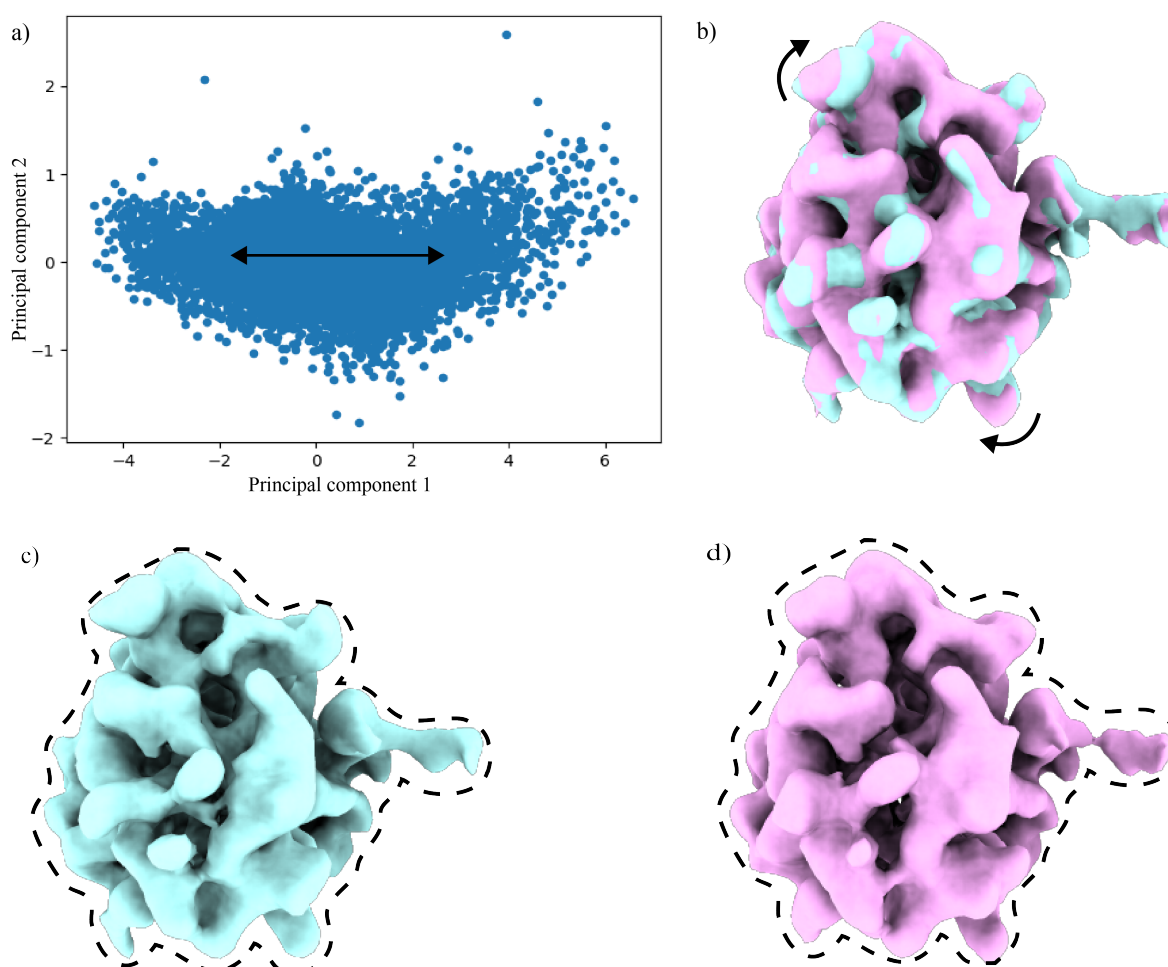 a)
Principal component 2
2
1
0
−1
−2
−4
−2
0
2
4
6
Principal component 1
b)
c)
d)